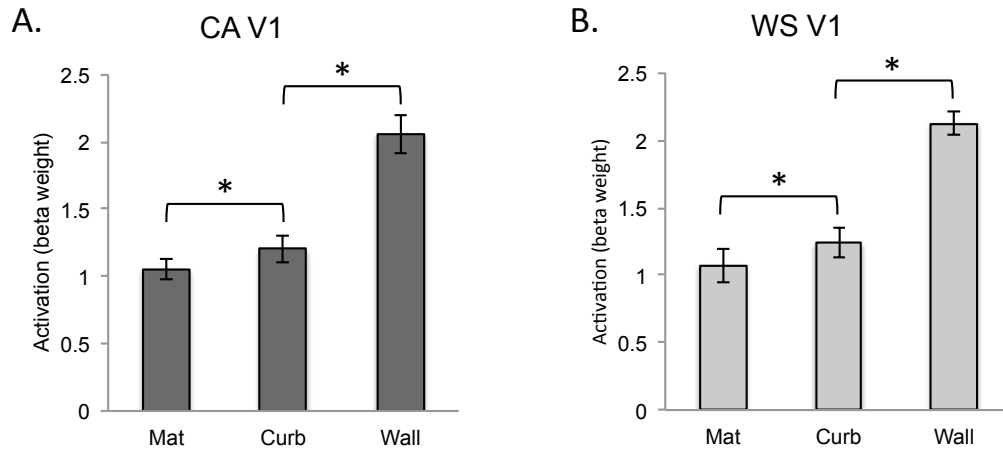 A.
CA V1
Activation (beta weight)
2.5
2
1.5
1
0.5
0
*
*
Mat Curb Wall
B.
WS V1
Activation (beta weight)
2.5
2
1.5
1
0.5
0
*
*
Mat Curb Wall